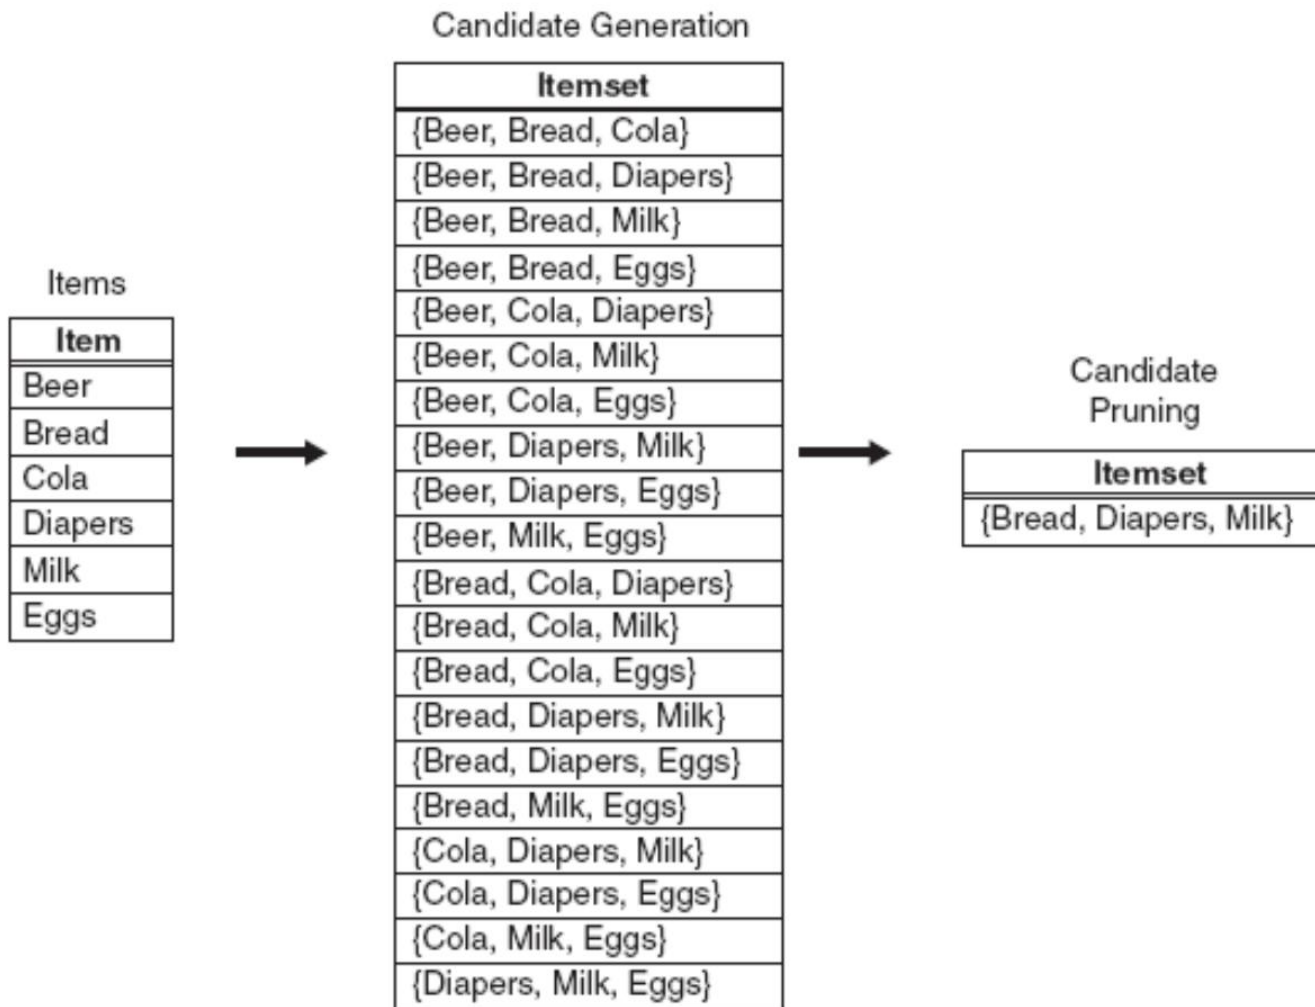 Candidate Generation
Itemset
{Beer, Bread, Cola}
{Beer, Bread, Diapers}
{Beer, Bread, Milk}
{Beer, Bread, Eggs}
{Beer, Cola, Diapers}
{Beer, Cola, Milk}
{Beer, Cola, Eggs}
{Beer, Diapers, Milk}
{Beer, Diapers, Eggs}
{Beer, Milk, Eggs}
{Bread, Cola, Diapers}
{Bread, Cola, Milk}
{Bread, Cola, Eggs}
{Bread, Diapers, Milk}
{Bread, Diapers, Eggs}
{Bread, Milk, Eggs}
{Cola, Diapers, Milk}
{Cola, Diapers, Eggs}
{Cola, Milk, Eggs}
{Diapers, Milk, Eggs}
Items
Item
Beer
Bread
Cola
Diapers
Milk
Eggs
Candidate
Pruning
Itemset
{Bread, Diapers, Milk}